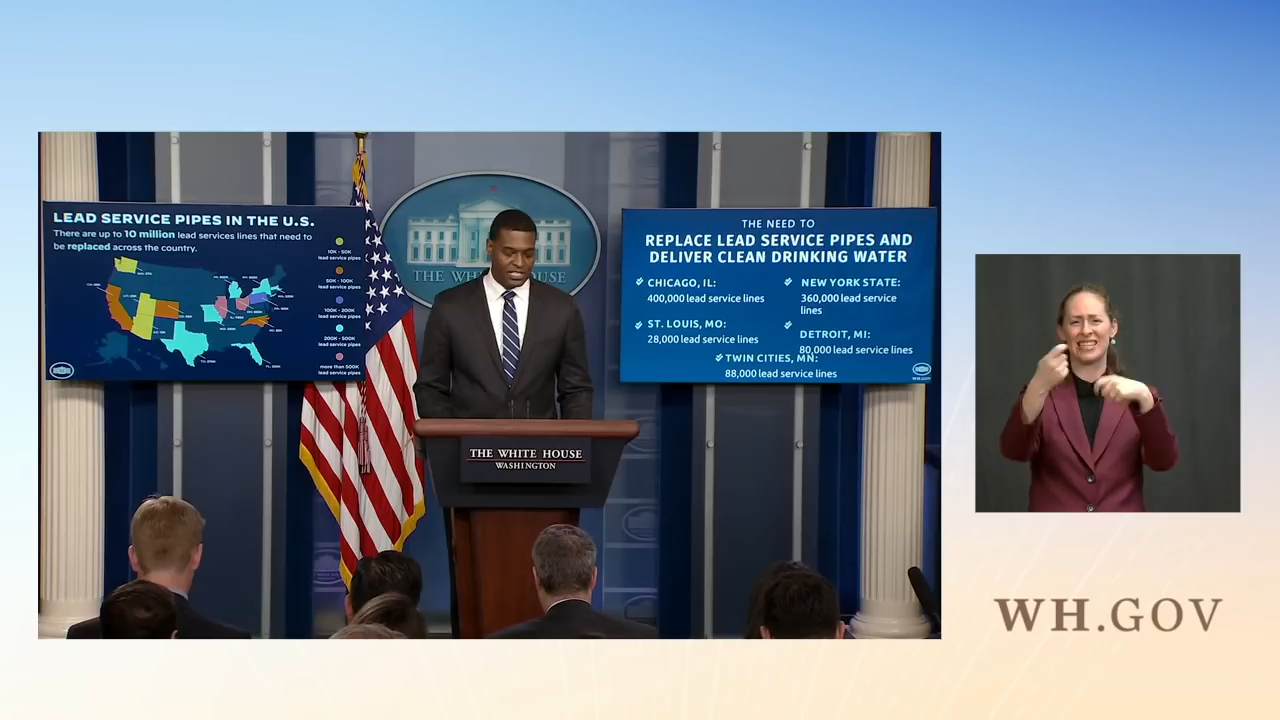 LEAD SERVICE PIPES IN THE U.S.
There are up to 10 million lead services lines that need to
be replaced across the country.
10K - 50K
lead service pipes
50K - 100K
lead service pipes
100K - 200K
lead service pipes
200K - 500K
lead service pipes
more than 500K
lead service pipes
THE WH
HOUSE
THE NEED TO
REPLACE LEAD SERVICE PIPES AND
DELIVER CLEAN DRINKING WATER
CHICAGO, IL:
400,000 lead service lines
NEW YORK STATE:
360,000 lead service
lines
ST. LOUIS, MO:
28,000 lead service lines
DETROIT, MI:
80,000 lead service lines
TWIN CITIES, MN:
88,000 lead service lines
WH.GOV
THE WHITE HOUSE
WASHINGTON
WH.GOV